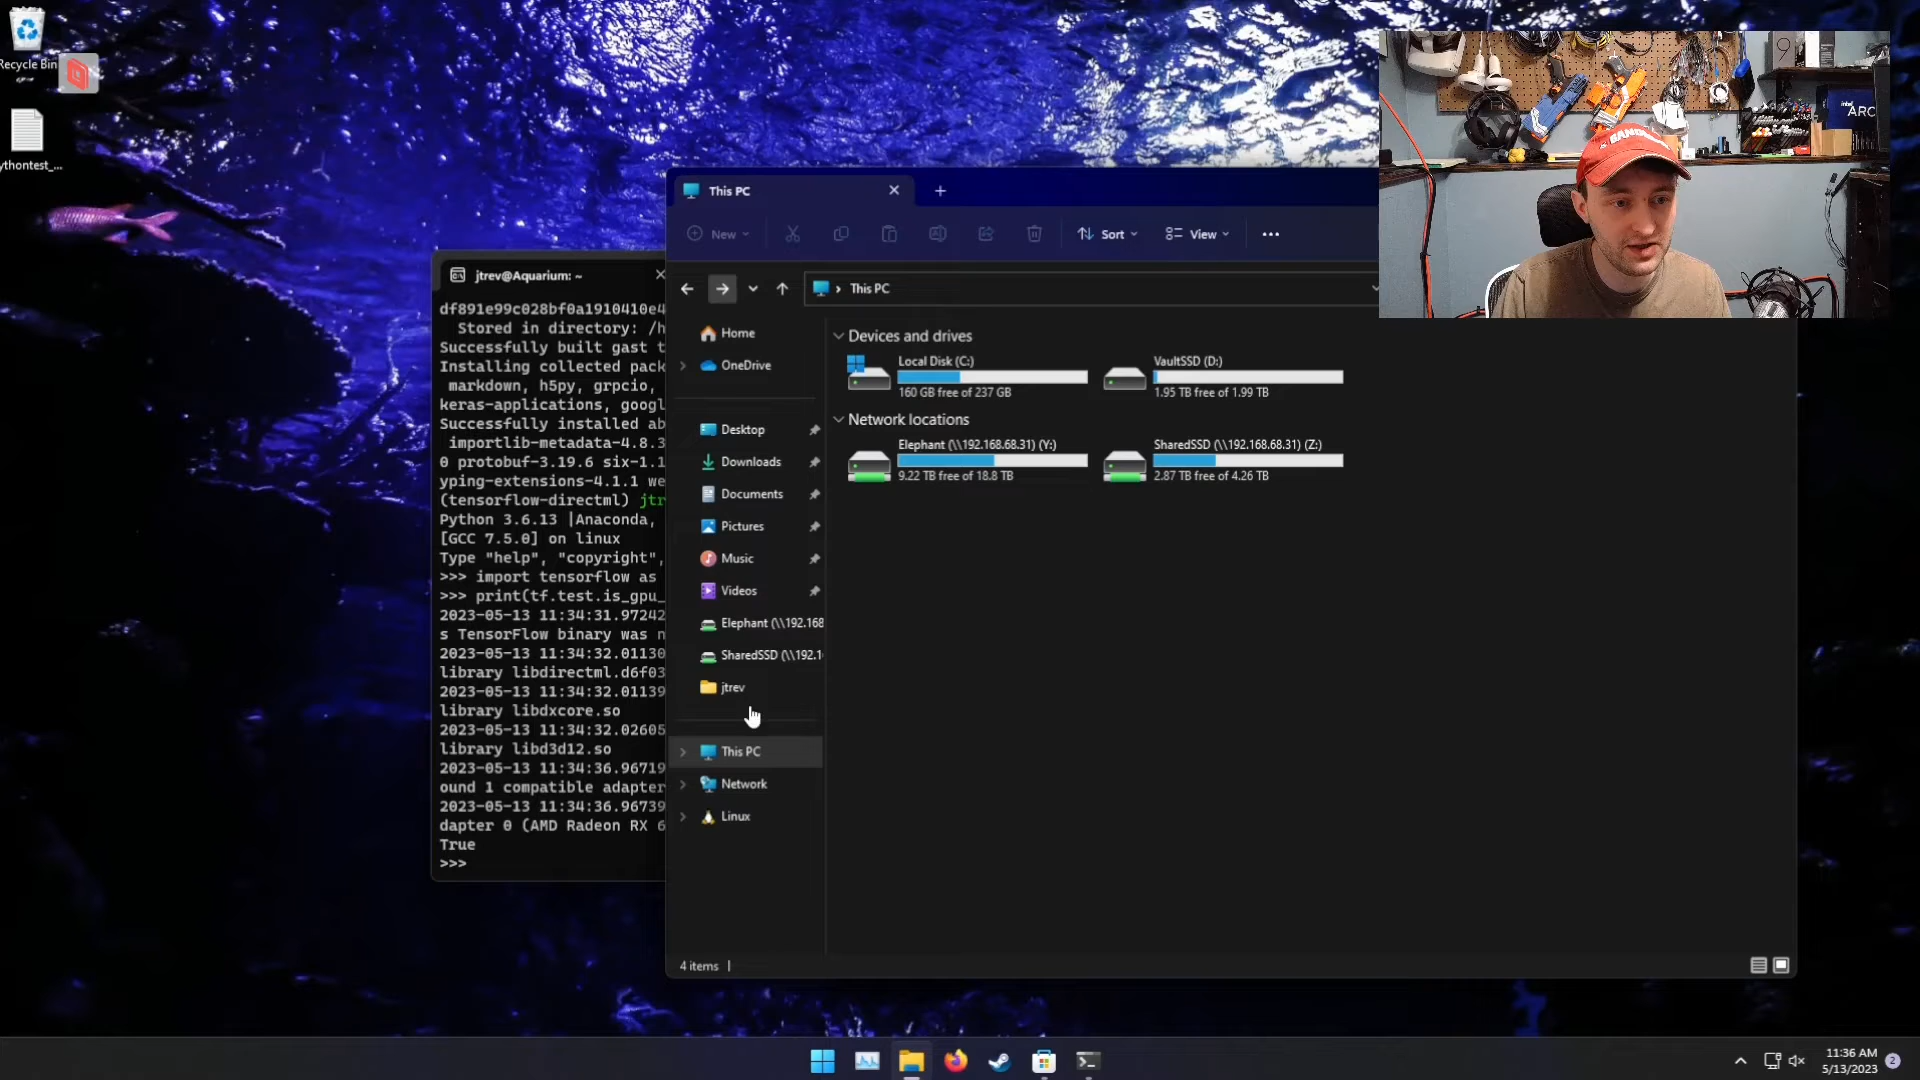 Recycle Bin
ythontest_...
This PC
New
Sort
View
This PC
Home
OneDrive
Desktop
Downloads
Documents
Pictures
Music
Videos
Elephant (\\192.168
SharedSSD (\\192.1
jtrev
This PC
Network
Linux
Devices and drives
Local Disk (C:)
160 GB free of 237 GB
VaultSSD (D:)
1.95 TB free of 1.99 TB
Network locations
Elephant (\\192.168.68.31) (Y:)
9.22 TB free of 18.8 TB
SharedSSD (\\192.168.68.31) (Z:)
2.87 TB free of 4.26 TB
4 items
jtrev@Aquarium: ~
df891e99c028bf0a1910410e4
Stored in directory: /h
Successfully built gast t
Installing collected pack
markdown, h5py, grpcio,
keras-applications, googl
Successfully installed ab
importlib-metadata-4.8.3
0 protobuf-3.19.6 six-1.1
yping-extensions-4.1.1 we
(tensorflow-directml) jtr
Python 3.6.13 |Anaconda,
[GCC 7.5.0] on linux
Type "help", "copyright",
>>> import tensorflow as
>>> print(tf.test.is_gpu_
2023-05-13 11:34:31.97242
s TensorFlow binary was n
2023-05-13 11:34:32.01130
library libdirectml.d6f03
2023-05-13 11:34:32.01139
library libdxcore.so
2023-05-13 11:34:32.02605
library libd3d12.so
2023-05-13 11:34:36.96719
ound 1 compatible adapter
2023-05-13 11:34:36.96739
dapter 0 (AMD Radeon RX 6
True
>>>
intel
ARC
9
11:36 AM
5/13/2023
2